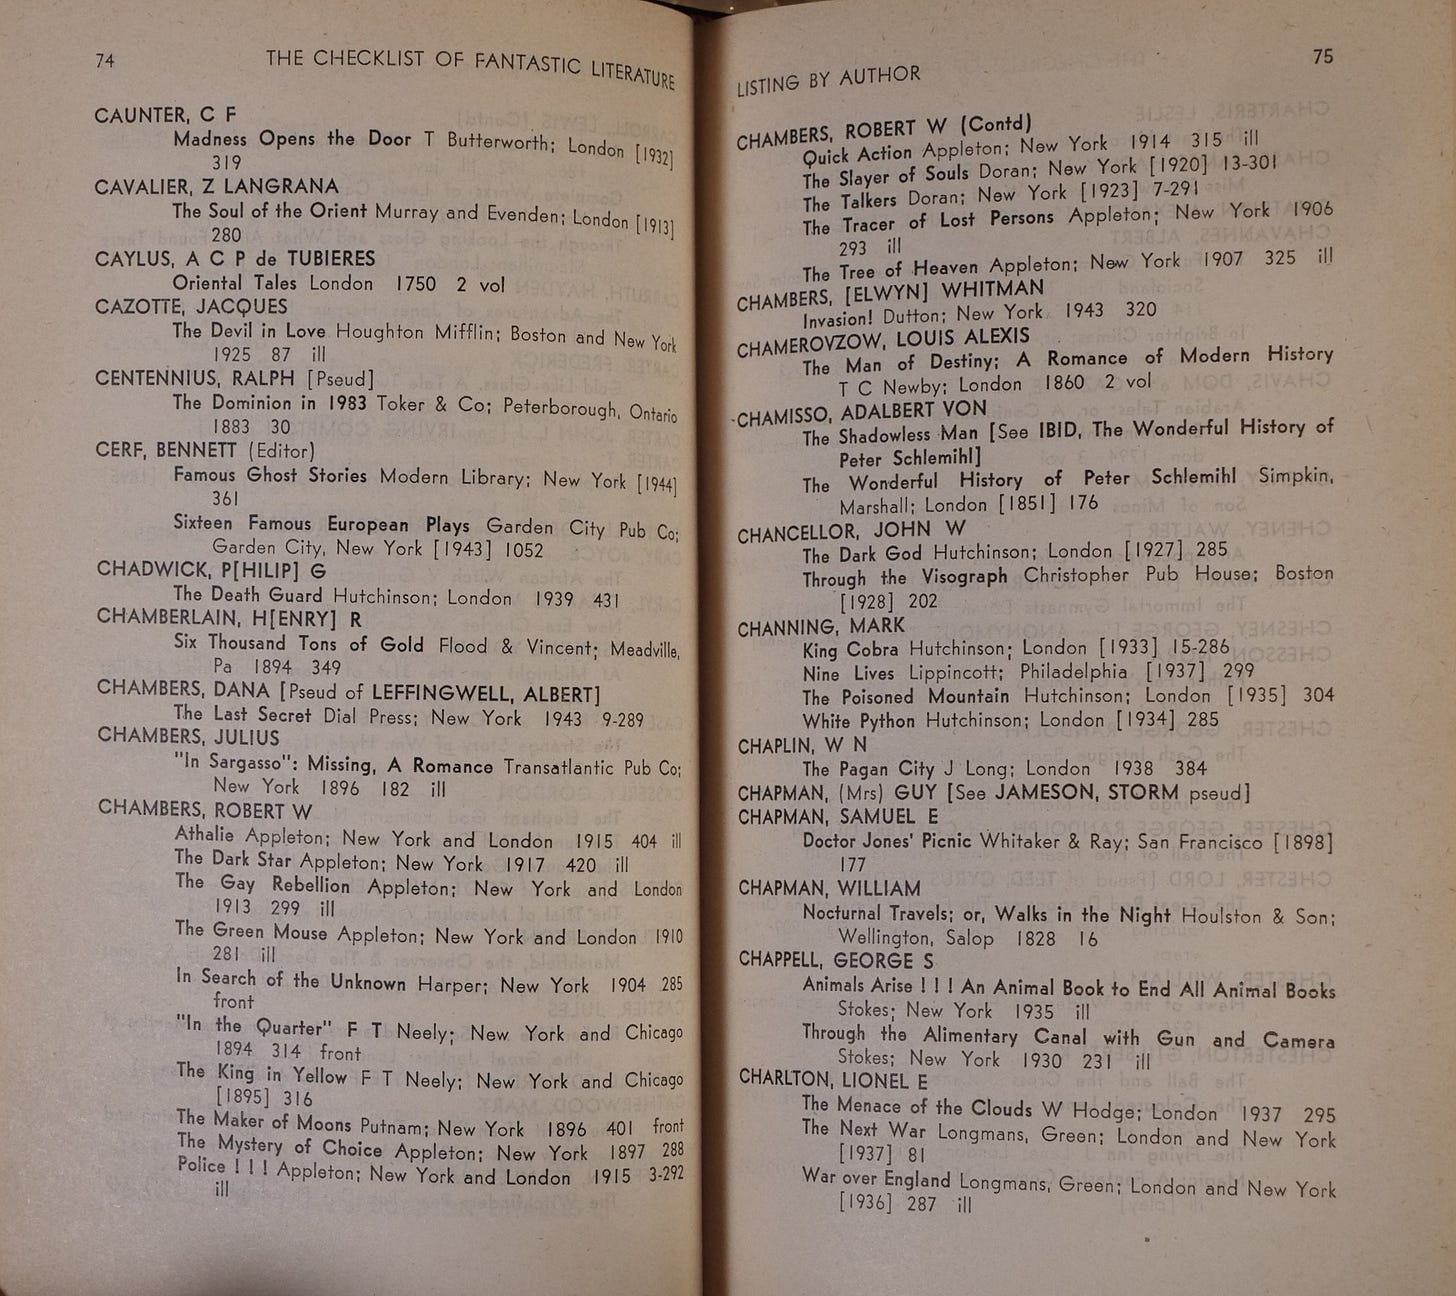 74 THE CHECKLIST OF FANTASTIC LITERATURE
CAUNTER, C F
Madness Opens the Door T Butterworth; London [1932]
319
CAVALIER, Z LANGRANA
The Soul of the Orient Murray and Evenden; London [1913]
280
CAYLUS, A C P de TUBIERES
Oriental Tales London 1750 2 vol
CAZOTTE, JACQUES
The Devil in Love Houghton Mifflin; Boston and New York
1925 87 ill
CENTENNIUS, RALPH [Pseud]
The Dominion in 1983 Toker & Co; Peterborough, Ontario
1883 30
CERF, BENNETT (Editor)
Famous Ghost Stories Modern Library; New York [1944]
361
Sixteen Famous European Plays Garden City Pub Co;
Garden City, New York [1943] 1052
CHADWICK, P[HILIP] G
The Death Guard Hutchinson; London 1939 431
CHAMBERLAIN, H[ENRY] R
Six Thousand Tons of Gold Flood & Vincent; Meadville,
Pa 1894 349
CHAMBERS, DANA [Pseud of LEFFINGWELL, ALBERT]
The Last Secret Dial Press; New York 1943 9-289
CHAMBERS, JULIUS
"In Sargasso": Missing, A Romance Transatlantic Pub Co;
New York 1896 182 ill
CHAMBERS, ROBERT W
Athalie Appleton; New York and London 1915 404 ill
The Dark Star Appleton; New York 1917 420 ill
The Gay Rebellion Appleton; New York and London
1913 299 ill
The Green Mouse Appleton; New York and London 1910
281 ill
In Search of the Unknown Harper; New York 1904 285
front
"In the Quarter" F T Neely; New York and Chicago
1894 314 front
The King in Yellow F T Neely; New York and Chicago
[1895] 316
The Maker of Moons Putnam; New York 1896 401 front
The Mystery of Choice Appleton; New York 1897 288
Police ! ! ! Appleton; New York and London 1915 3-292
ill
LISTING BY AUTHOR 75
CHAMBERS, ROBERT W (Contd)
Quick Action Appleton; New York 1914 315 ill
The Slayer of Souls Doran; New York [1920] 13-301
The Talkers Doran; New York [1923] 7-291
The Tracer of Lost Persons Appleton; New York 1906
293 ill
The Tree of Heaven Appleton; New York 1907 325 ill
CHAMBERS, [ELWYN] WHITMAN
Invasion! Dutton; New York 1943 320
CHAMEROVZOW, LOUIS ALEXIS
The Man of Destiny; A Romance of Modern History
T C Newby; London 1860 2 vol
CHAMISSO, ADALBERT VON
The Shadowless Man [See IBID, The Wonderful History of
Peter Schlemihl]
The Wonderful History of Peter Schlemihl Simpkin,
Marshall; London [1851] 176
CHANCELLOR, JOHN W
The Dark God Hutchinson; London [1927] 285
Through the Visograph Christopher Pub House; Boston
[1928] 202
CHANNING, MARK
King Cobra Hutchinson; London [1933] 15-286
Nine Lives Lippincott; Philadelphia [1937] 299
The Poisoned Mountain Hutchinson; London [1935] 304
White Python Hutchinson; London [1934] 285
CHAPLIN, W N
The Pagan City J Long; London 1938 384
CHAPMAN, (Mrs) GUY [See JAMESON, STORM pseud]
CHAPMAN, SAMUEL E
Doctor Jones' Picnic Whitaker & Ray; San Francisco [1898]
177
CHAPMAN, WILLIAM
Nocturnal Travels; or, Walks in the Night Houlston & Son;
Wellington, Salop 1828 16
CHAPPELL, GEORGE S
Animals Arise ! ! ! An Animal Book to End All Animal Books
Stokes; New York 1935 ill
Through the Alimentary Canal with Gun and Camera
Stokes; New York 1930 231 ill
CHARLTON, LIONEL E
The Menace of the Clouds W Hodge; London 1937 295
The Next War Longmans, Green; London and New York
[1937] 81
War over England Longmans, Green; London and New York
[1936] 287 ill